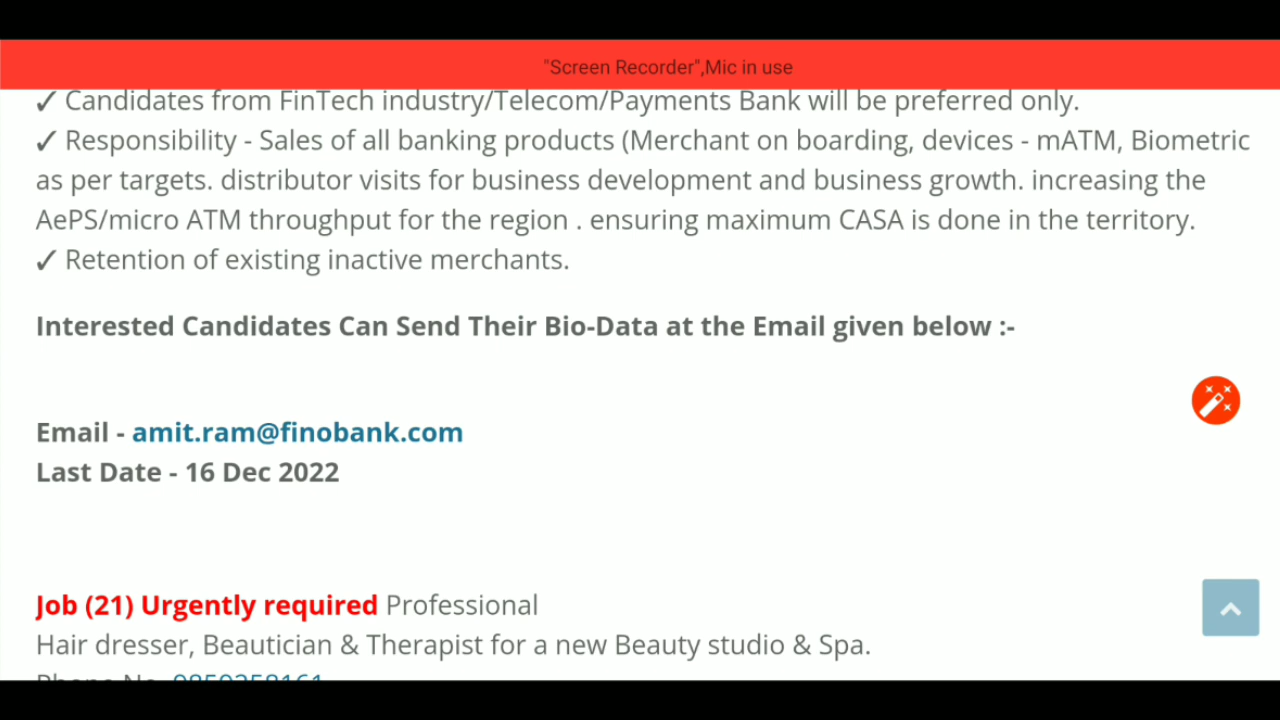 "Screen Recorder",Mic in use
✓ Candidates from FinTech industry/Telecom/Payments Bank will be preferred only.
✓ Responsibility - Sales of all banking products (Merchant on boarding, devices - mATM, Biometric
as per targets. distributor visits for business development and business growth. increasing the
AePS/micro ATM throughput for the region . ensuring maximum CASA is done in the territory.
✓ Retention of existing inactive merchants.
Interested Candidates Can Send Their Bio-Data at the Email given below :-
Email - amit.ram@finobank.com
Last Date - 16 Dec 2022
Job (21) Urgently required Professional
Hair dresser, Beautician & Therapist for a new Beauty studio & Spa.
Phone No.